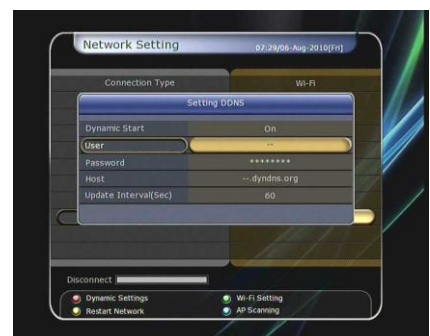 Network Setting
07:29/06-Aug-2010[Fri]
Connection Type Wi-Fi
Setting DDNS
Dynamic Start On
User --
Password ********
Host --.dyndns.org
Update Interval(Sec) 60
Disconnect
Dynamic Settings Wi-Fi Setting
Restart Network AP Scanning